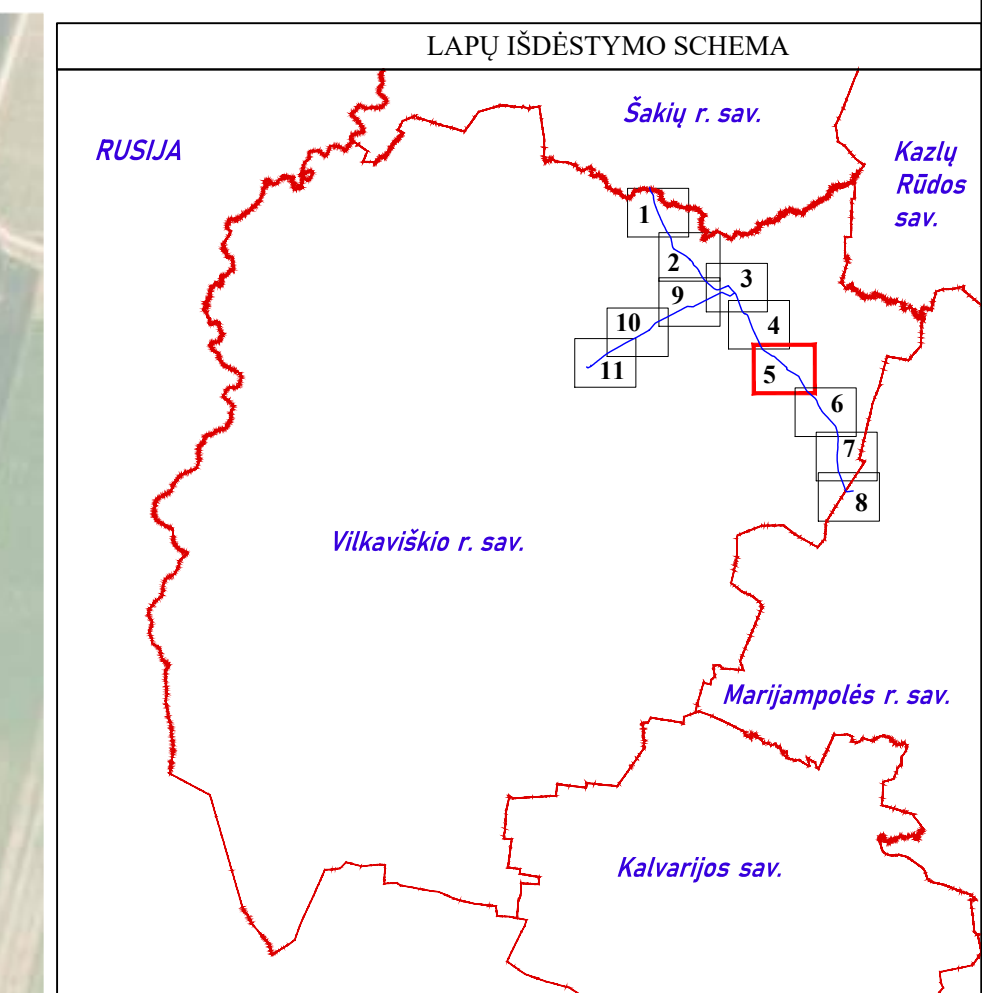 LAPŲ IŠDĖSTYMO SCHEMA
RUSIJA
Šakių r. sav.
Kazlų
Rūdos
sav.
1
2
3
9
10
4
11
5
6
7
8
Vilkaviškio r. sav.
Marijampolės r. sav.
Kalvarijos sav.